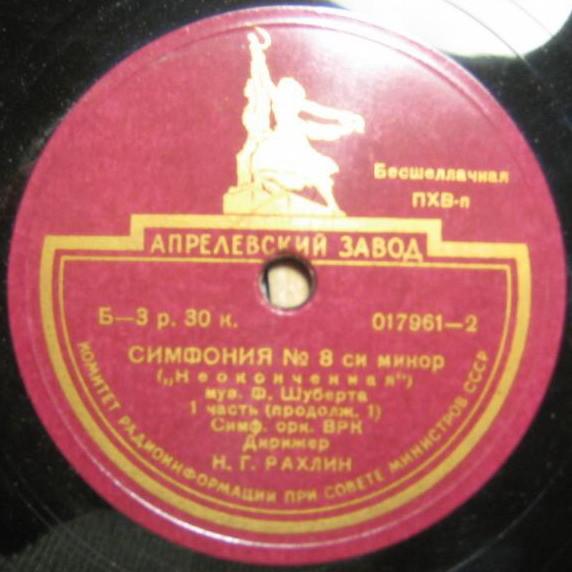 Бесшеллачная
ПХВ-п
АПРЕЛЕВСКИЙ ЗАВОД
Б—3 р. 30 к.
017961—2
СИМФОНИЯ № 8 си минор
(„Неоконченная")
муз. Ф. Шуберта
1 часть (продолж. 1)
Симф. орк. ВРК
Дирижер
Н. Г. РАХЛИН
КОМИТЕТ РАДИОИНФОРМАЦИИ ПРИ СОВЕТЕ МИНИСТРОВ СССР